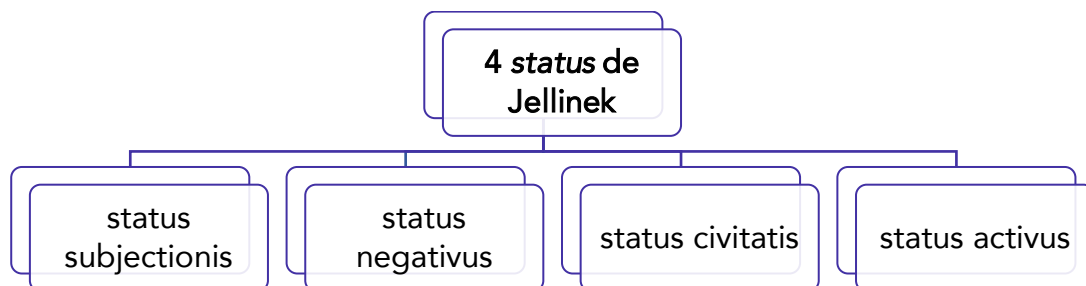 4 status de
Jellinek
status
subjectionis
status
negativus
status civitatis
status activus